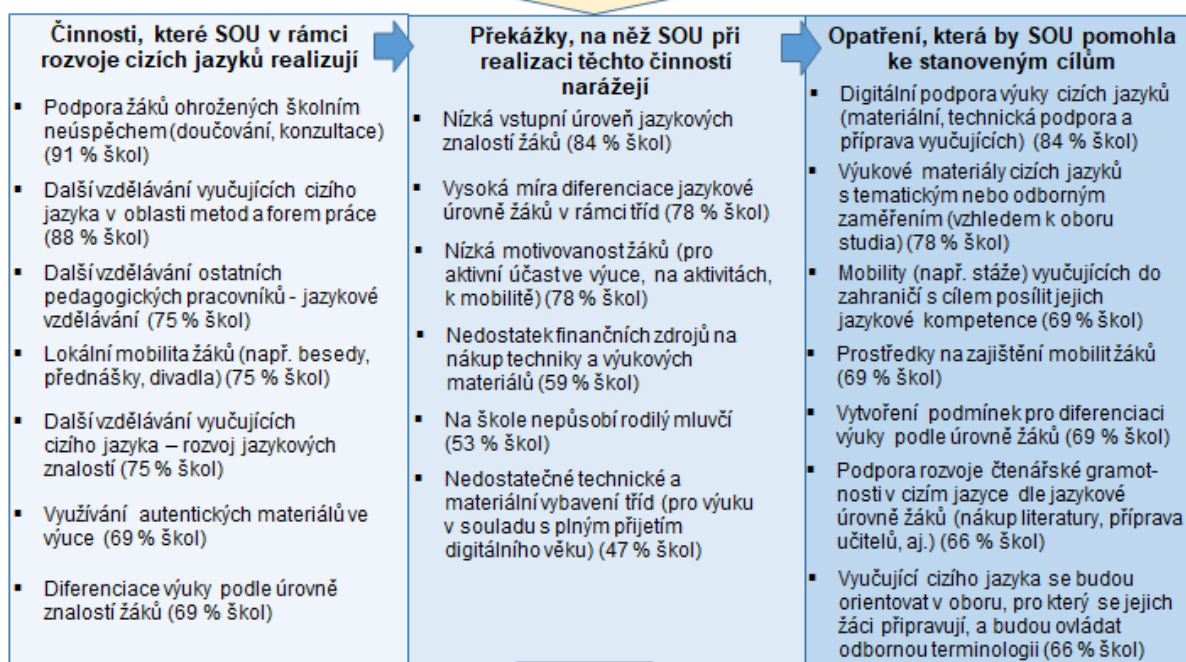 Činnosti, které SOU v rámci
rozvoje cizích jazyků realizují
▪ Podpora žáků ohrožených školním
neúspěchem (doučování, konzultace)
(91 % škol)
▪ Další vzdělávání vyučujících cizího
jazyka v oblasti metod a forem práce
(88 % škol)
▪ Další vzdělávání ostatních
pedagogických pracovníků - jazykové
vzdělávání (75 % škol)
▪ Lokální mobilita žáků (např. besedy,
přednášky, divadla) (75 % škol)
▪ Další vzdělávání vyučujících
cizího jazyka – rozvoj jazykových
znalostí (75 % škol)
▪ Využívání autentických materiálů ve
výuce (69 % škol)
▪ Diferenciace výuky podle úrovně
znalostí žáků (69 % škol)
Překážky, na něž SOU při
realizaci těchto činností
narážejí
▪ Nízká vstupní úroveň jazykových
znalostí žáků (84 % škol)
▪ Vysoká míra diferenciace jazykové
úrovně žáků v rámci tříd (78 % škol)
▪ Nízká motivovanost žáků (pro
aktivní účast ve výuce, na aktivitách,
k mobilitě) (78 % škol)
▪ Nedostatek finančních zdrojů na
nákup techniky a výukových
materiálů (59 % škol)
▪ Na škole nepůsobí rodilý mluvčí
(53 % škol)
▪ Nedostatečné technické a
materiální vybavení tříd (pro výuku
v souladu s plným přijetím
digitálního věku) (47 % škol)
Opatření, která by SOU pomohla
ke stanoveným cílům
▪ Digitální podpora výuky cizích jazyků
(materiální, technická podpora a
příprava vyučujících) (84 % škol)
▪ Výukové materiály cizích jazyků
s tematickým nebo odborným
zaměřením (vzhledem k oboru
studia) (78 % škol)
▪ Mobility (např. stáže) vyučujících do
zahraničí s cílem posílit jejich
jazykové kompetence (69 % škol)
▪ Prostředky na zajištění mobilit žáků
(69 % škol)
▪ Vytvoření podmínek pro diferenciaci
výuky podle úrovně žáků (69 % škol)
▪ Podpora rozvoje čtenářské gramot-
nosti v cizím jazyce dle jazykové
úrovně žáků (nákup literatury, příprava
učitelů, aj.) (66 % škol)
▪ Vyučující cizího jazyka se budou
orientovat v oboru, pro který se jejich
žáci připravují, a budou ovládat
odbornou terminologii (66 % škol)